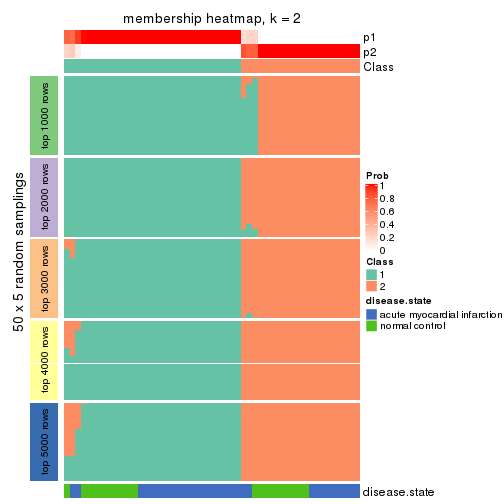 membership heatmap, k = 2
p1
p2
Class
50 x 5 random samplings
top 1000 rows
top 2000 rows
top 3000 rows
top 4000 rows
top 5000 rows
Prob
1
0.8
0.6
0.4
0.2
0
Class
1
2
disease.state
acute myocardial infarction
normal control
disease.state